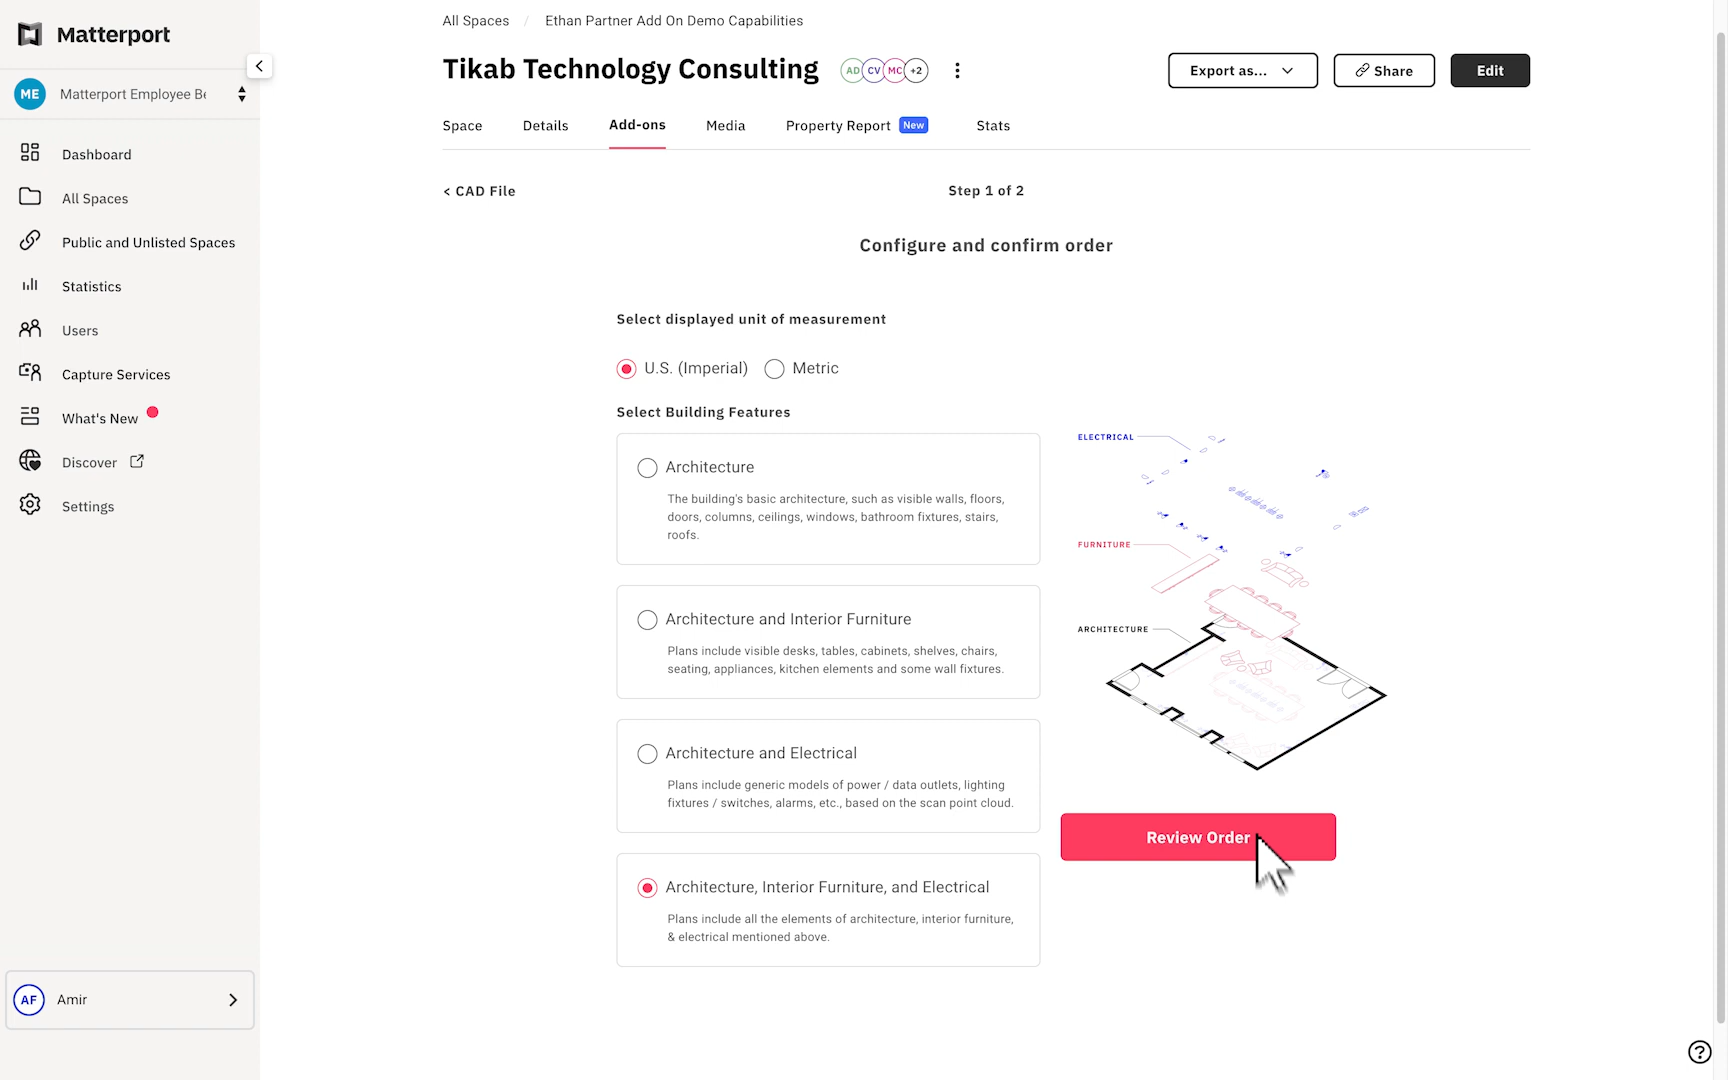 Matterport
ME
Matterport Employee Be
Dashboard
All Spaces
Public and Unlisted Spaces
Statistics
Users
Capture Services
What's New
Discover
Settings
AF
Amir
All Spaces / Ethan Partner Add On Demo Capabilities
Tikab Technology Consulting
AD CV MC +2
Export as...
Share
Edit
Space
Details
Add-ons
Media
Property Report New
Stats
< CAD File
Step 1 of 2
Configure and confirm order
Select displayed unit of measurement
U.S. (Imperial)
Metric
Select Building Features
Architecture
The building's basic architecture, such as visible walls, floors,
doors, columns, ceilings, windows, bathroom fixtures, stairs,
roofs.
Architecture and Interior Furniture
Plans include visible desks, tables, cabinets, shelves, chairs,
seating, appliances, kitchen elements and some wall fixtures.
Architecture and Electrical
Plans include generic models of power / data outlets, lighting
fixtures / switches, alarms, etc., based on the scan point cloud.
Architecture, Interior Furniture, and Electrical
Plans include all the elements of architecture, interior furniture,
& electrical mentioned above.
ELECTRICAL
FURNITURE
ARCHITECTURE
Review Order
?